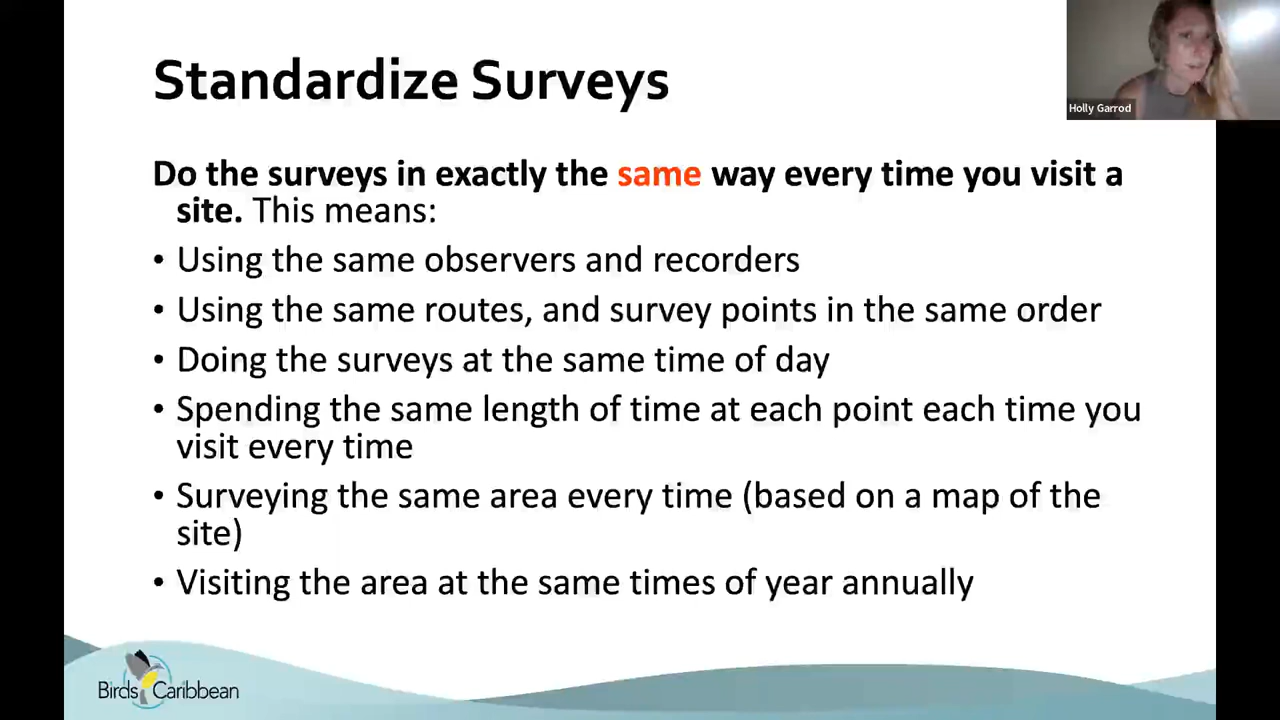 Standardize Surveys
Holly Garrod
Do the surveys in exactly the same way every time you visit a
site. This means:
• Using the same observers and recorders
• Using the same routes, and survey points in the same order
• Doing the surveys at the same time of day
• Spending the same length of time at each point each time you
visit every time
• Surveying the same area every time (based on a map of the
site)
• Visiting the area at the same times of year annually
BirdsCaribbean